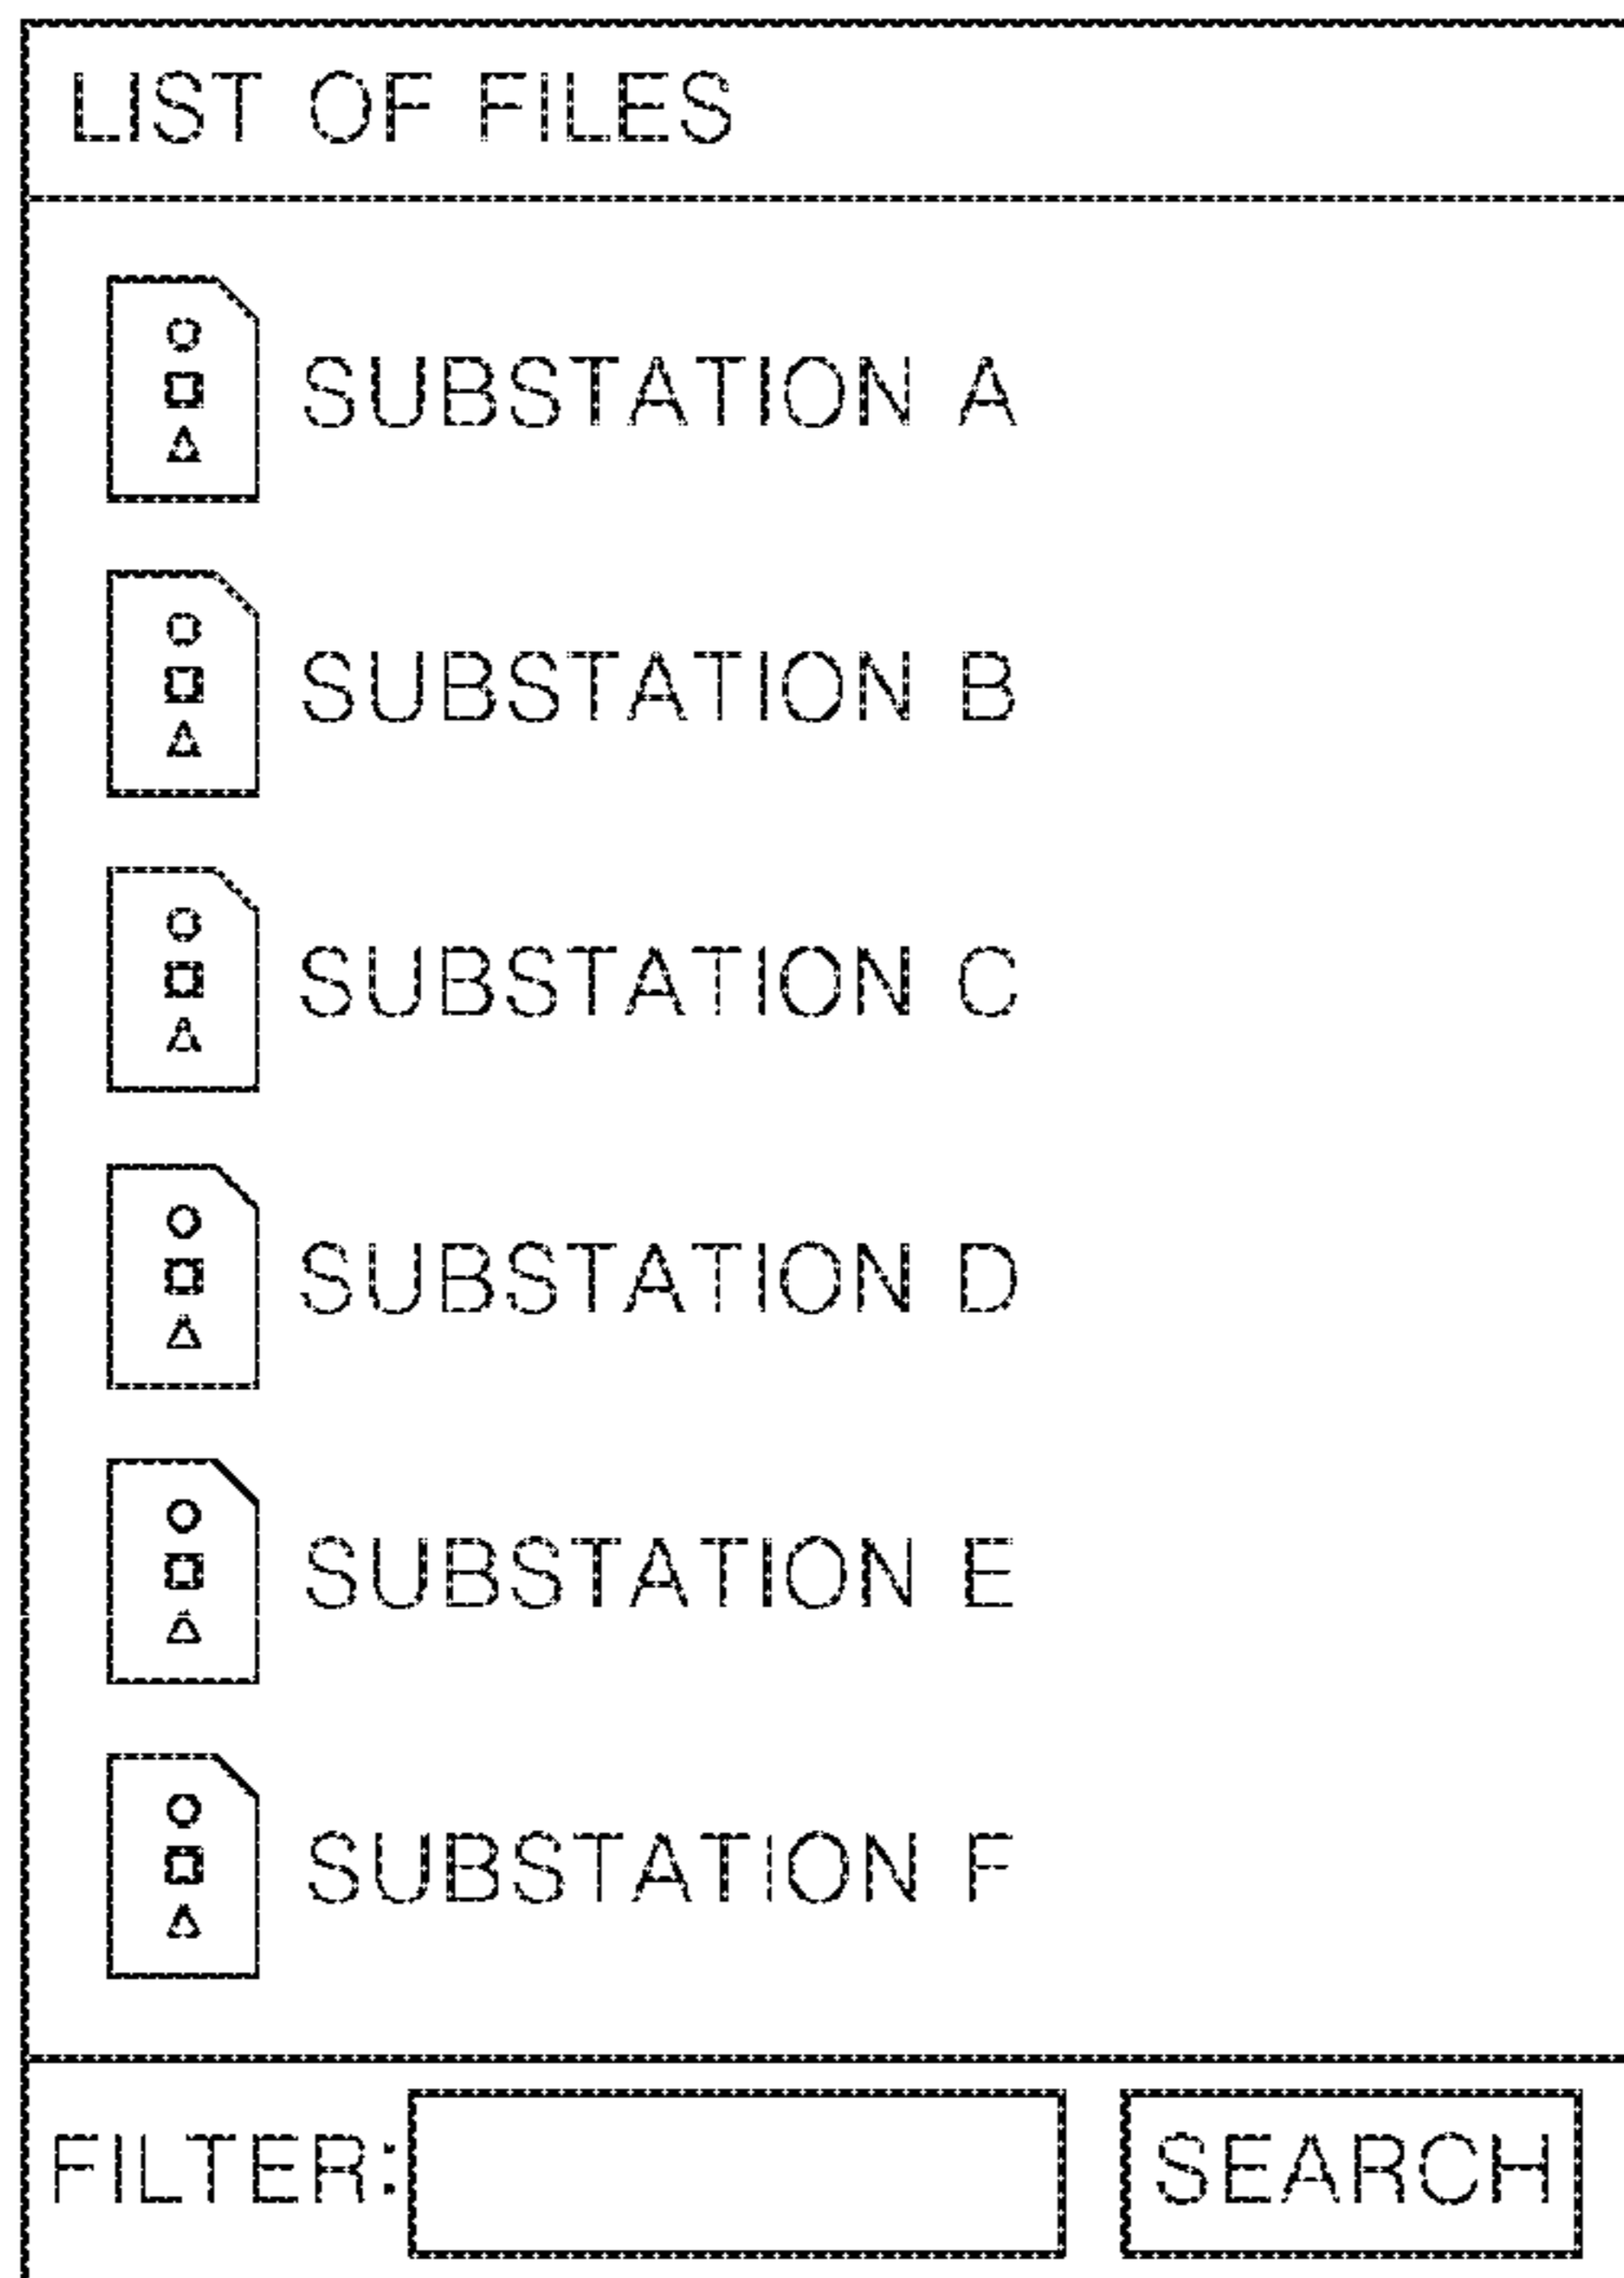 LIST OF FILES
SUBSTATION A
SUBSTATION B
SUBSTATION C
SUBSTATION D
SUBSTATION E
SUBSTATION F
FILTER: SEARCH